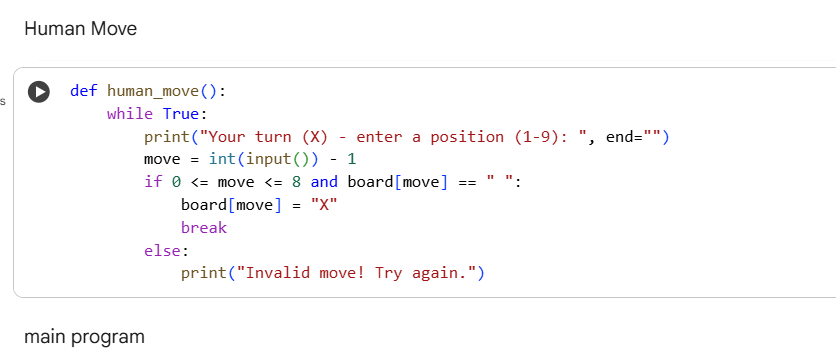 Human Move
s
def human_move():
    while True:
        print("Your turn (X) - enter a position (1-9): ", end="")
        move = int(input()) - 1
        if 0 <= move <= 8 and board[move] == " ":
            board[move] = "X"
            break
        else:
            print("Invalid move! Try again.")
main program